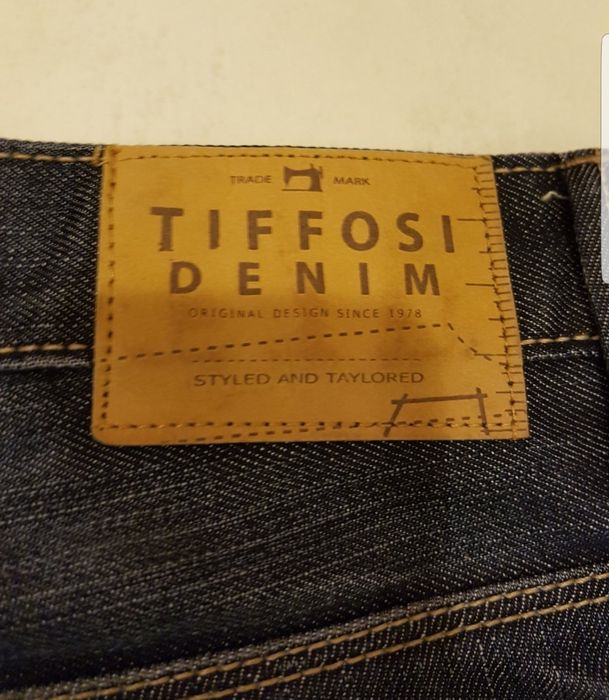 TRADE MARK
TIFFOSI
DENIM
ORIGINAL DESIGN SINCE 1978
STYLED AND TAYLORED